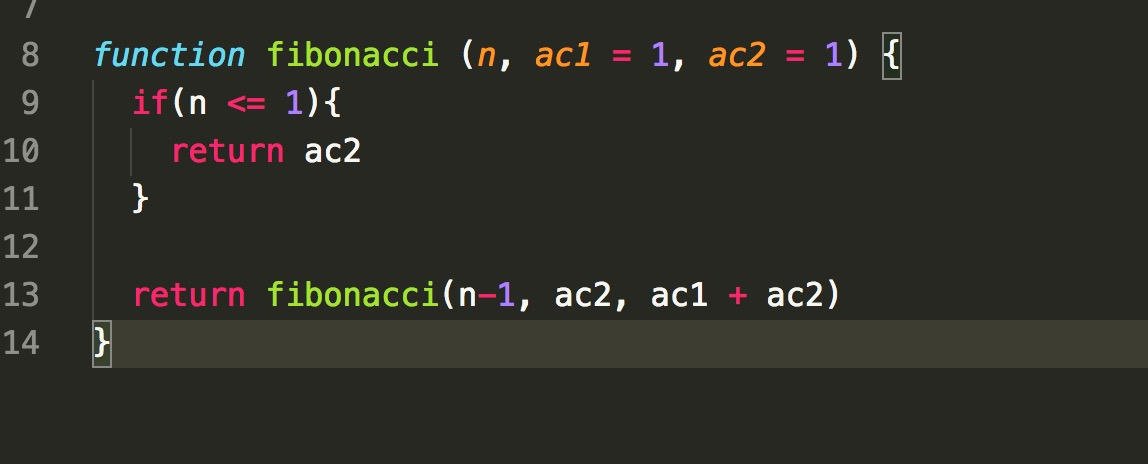 7
8 function fibonacci (n, ac1 = 1, ac2 = 1) {
9 if(n <= 1){
10 return ac2
11 }
12
13 return fibonacci(n-1, ac2, ac1 + ac2)
14 }